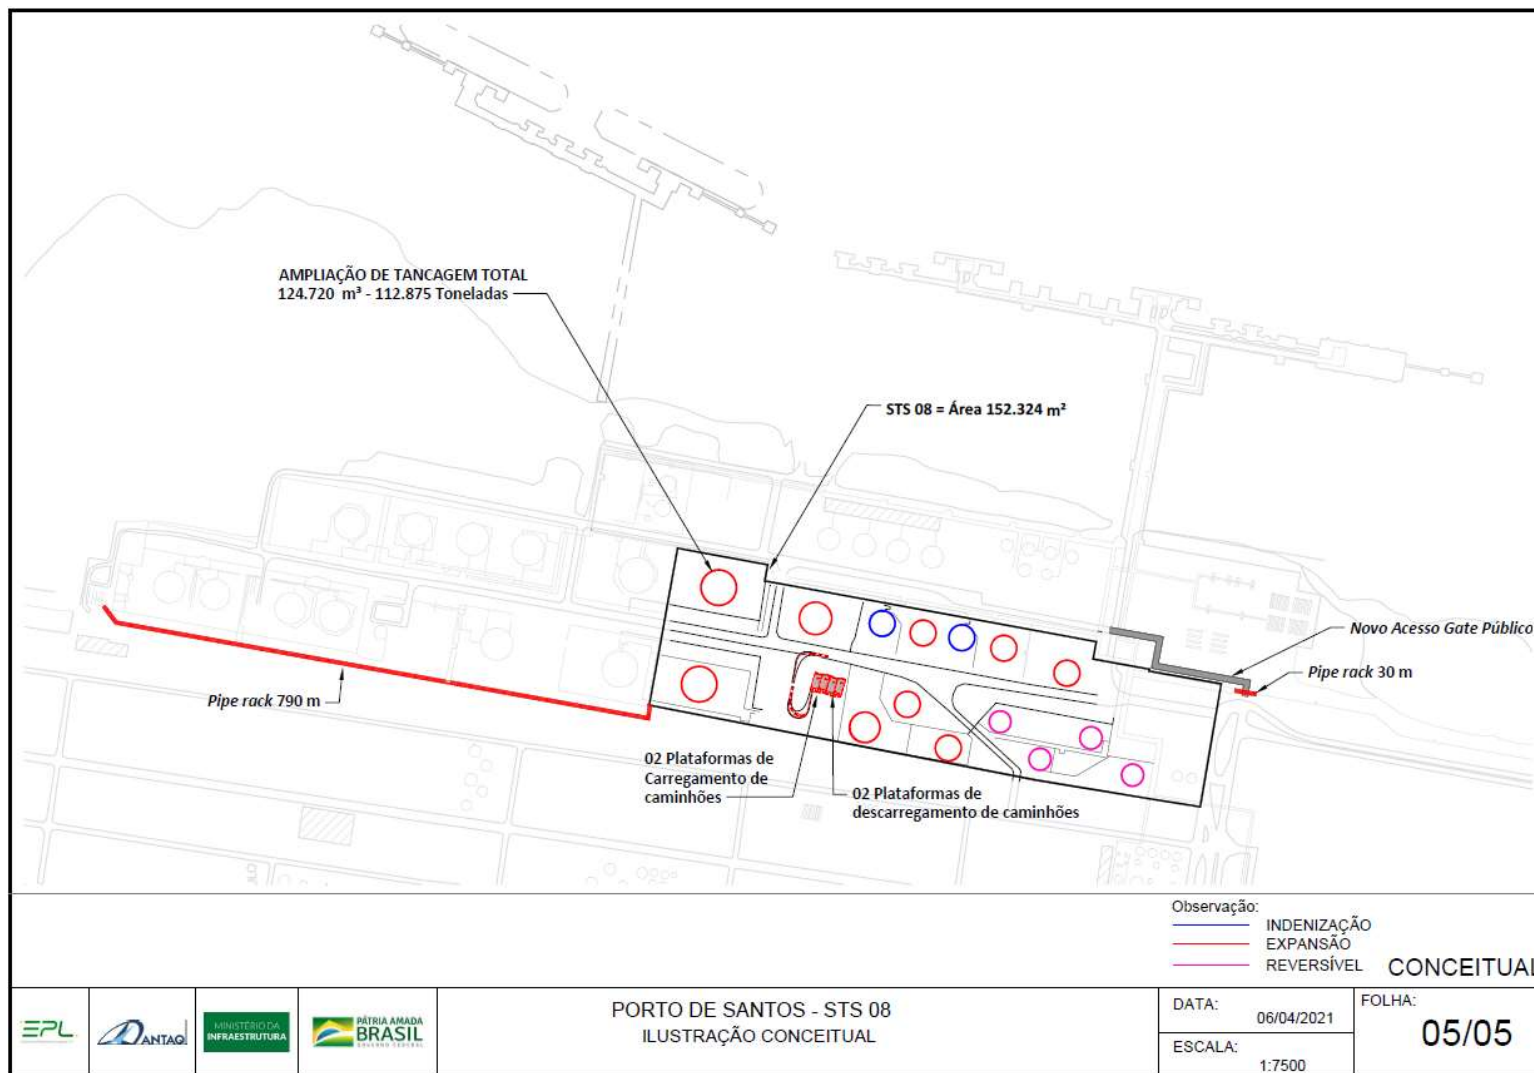 AMPLIAÇÃO DE TANCAGEM TOTAL
124.720 m³ - 112.875 Toneladas
STS 08 = Área 152.324 m²
Novo Acesso Gate Público
Pipe rack 30 m
Pipe rack 790 m
02 Plataformas de
Carregamento de
caminhões
02 Plataformas de
descarregamento de caminhões
Observação:
INDENIZAÇÃO
EXPANSÃO
REVERSÍVEL
CONCEITUAL
EPL
ANTAQ
MINISTÉRIO DA
INFRAESTRUTURA
PÁTRIA AMADA
BRASIL
GOVERNO FEDERAL
PORTO DE SANTOS - STS 08
ILUSTRAÇÃO CONCEITUAL
DATA:
06/04/2021
ESCALA:
1:7500
FOLHA:
05/05